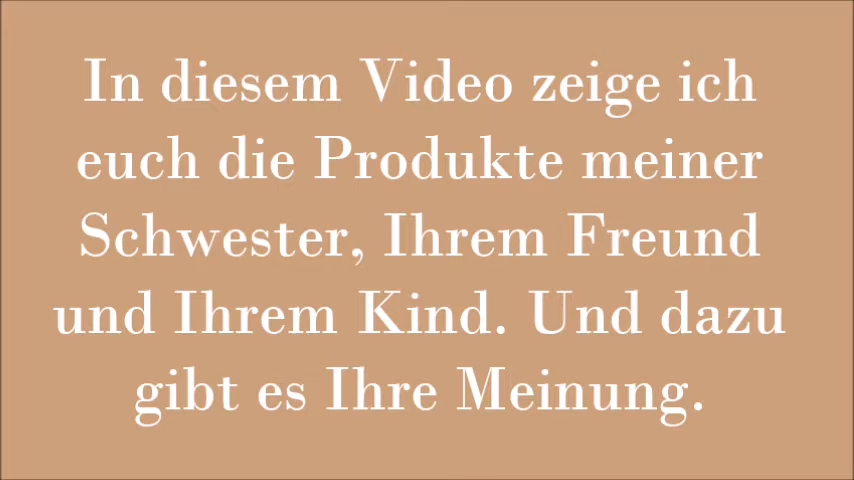 In diesem Video zeige ich
euch die Produkte meiner
Schwester, Ihrem Freund
und Ihrem Kind. Und dazu
gibt es Ihre Meinung.